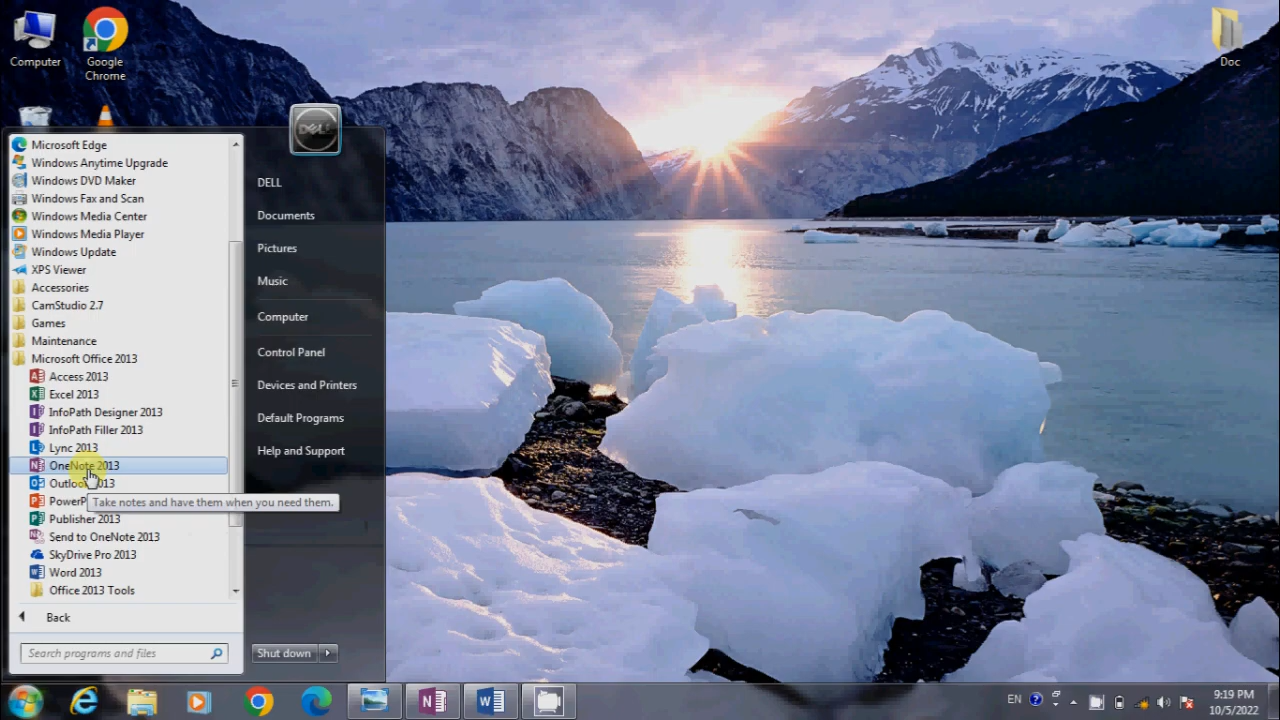 Computer
Google
Chrome
Doc
DELL
Microsoft Edge
Windows Anytime Upgrade
Windows DVD Maker
Windows Fax and Scan
Windows Media Center
Windows Media Player
Windows Update
XPS Viewer
Accessories
CamStudio 2.7
Games
Maintenance
Microsoft Office 2013
Access 2013
Excel 2013
InfoPath Designer 2013
InfoPath Filler 2013
Lync 2013
OneNote 2013
Outlook 2013
PowerP
Take notes and have them when you need them.
Publisher 2013
Send to OneNote 2013
SkyDrive Pro 2013
Word 2013
Office 2013 Tools
Back
Search programs and files
DELL
Documents
Pictures
Music
Computer
Control Panel
Devices and Printers
Default Programs
Help and Support
Shut down
EN
9:19 PM
10/5/2022